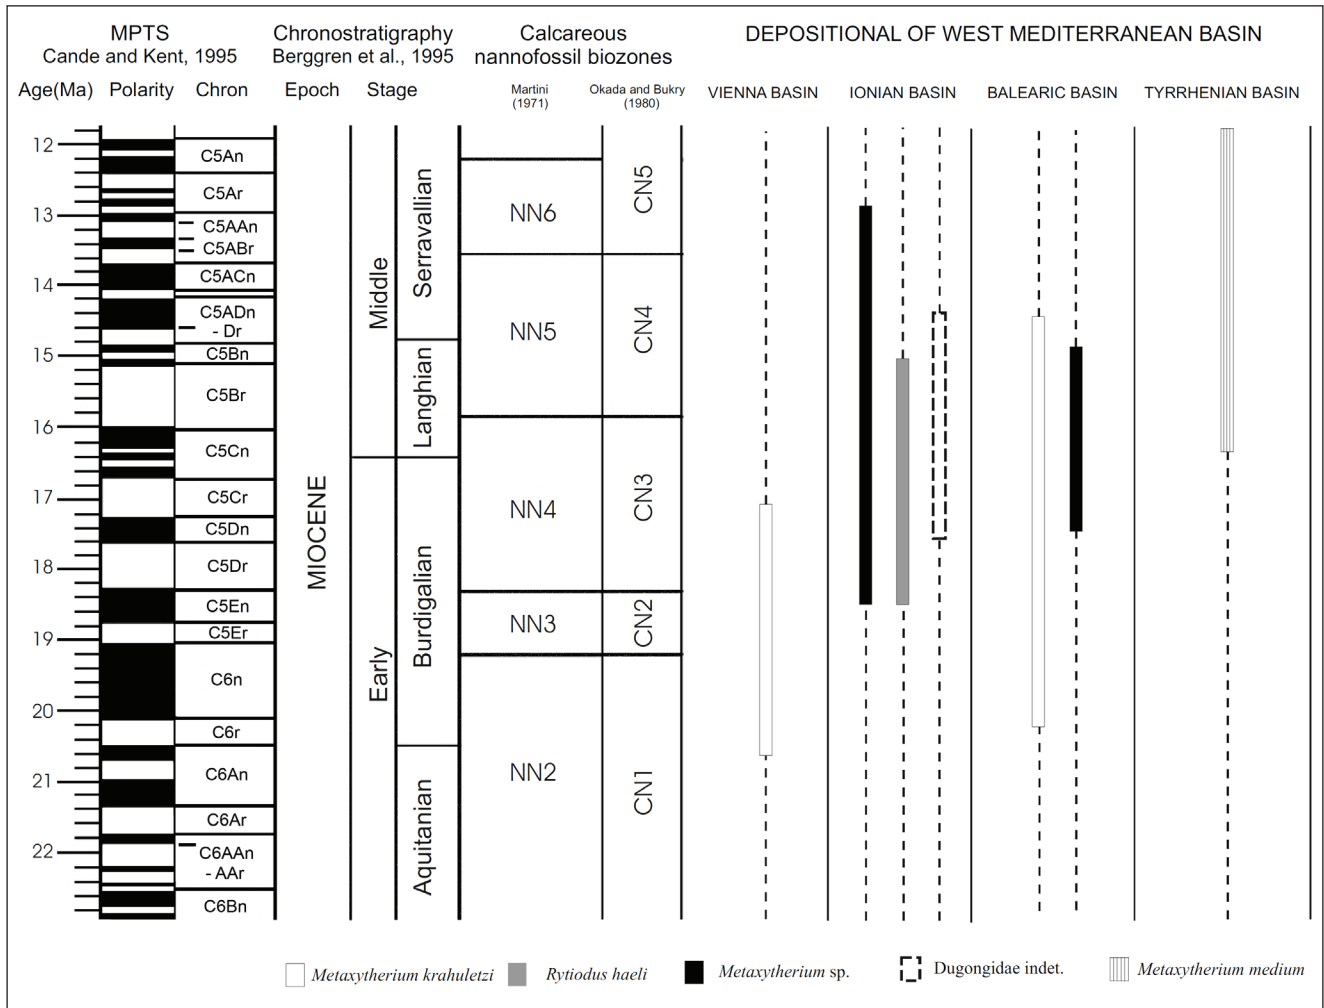 MPTS
Cande and Kent, 1995
Chronostratigraphy
Berggren et al., 1995
Calcareous
nannofossil biozones
DEPOSITIONAL OF WEST MEDITERRANEAN BASIN
Age(Ma)
Polarity
Chron
Epoch
Stage
Martini
(1971)
Okada and Bukry
(1980)
VIENNA BASIN
IONIAN BASIN
BALEARIC BASIN
TYRRHENIAN BASIN
12
13
14
15
16
17
18
19
20
21
22
C5An
C5Ar
C5AAn
C5ABr
C5ACn
C5ADn
- Dr
C5Bn
C5Br
C5Cn
C5Cr
C5Dn
C5Dr
C5En
C5Er
C6n
C6r
C6An
C6Ar
C6AAn
- AAr
C6Bn
MIOCENE
Middle
Early
Serravallian
Langhian
Burdigalian
Aquitanian
NN6
NN5
NN4
NN3
NN2
CN5
CN4
CN3
CN2
CN1
Metaxytherium krahuletzi
Rytiodus haeli
Metaxytherium sp.
Dugongidae indet.
Metaxytherium medium